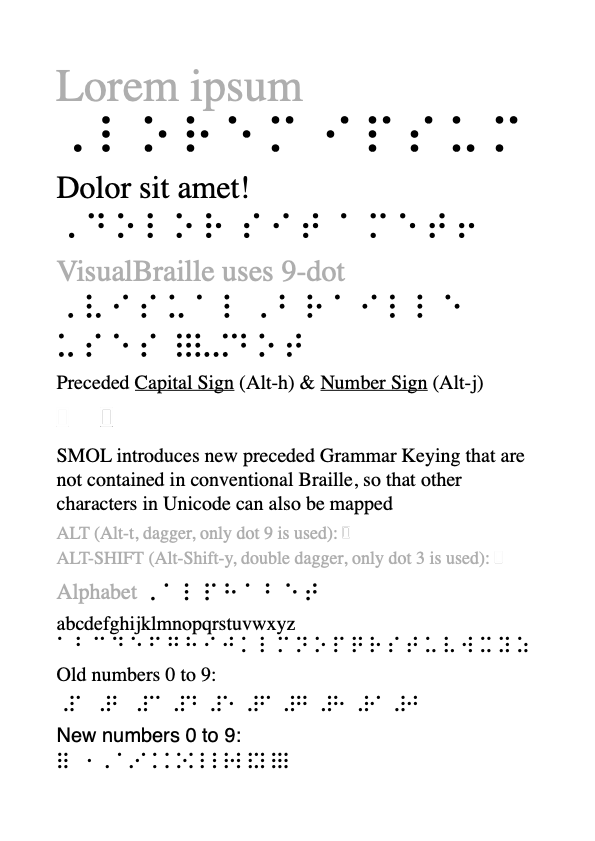 Lorem ipsum
⠠⠇⠕⠗⠑⠍ ⠊⠏⠎⠥⠍
Dolor sit amet!
⠠⠙⠕⠇⠕⠗ ⠎⠊⠞ ⠁⠍⠑⠞⠖
VisualBraille uses 9-dot
⠠⠧⠊⠎⠥⠁⠇⠠⠃⠗⠁⠊⠇⠇⠑
⠥⠎⠑⠎
Preceded Capital Sign (Alt-h) & Number Sign (Alt-j)
SMOL introduces new preceded Grammar Keying that are
not contained in conventional Braille, so that other
characters in Unicode can also be mapped
ALT (Alt-t, dagger, only dot 9 is used):
ALT-SHIFT (Alt-Shift-y, double dagger, only dot 3 is used):
Alphabet ⠠⠁⠇⠏⠓⠁⠃⠑⠞
abcdefghijklmnopqrstuvwxyz
⠁⠃⠉⠙⠑⠋⠛⠓⠊⠚⠅⠇⠍⠝⠕⠏⠟⠗⠎⠞⠥⠧⠺⠭⠽⠵
Old numbers 0 to 9:
New numbers 0 to 9: